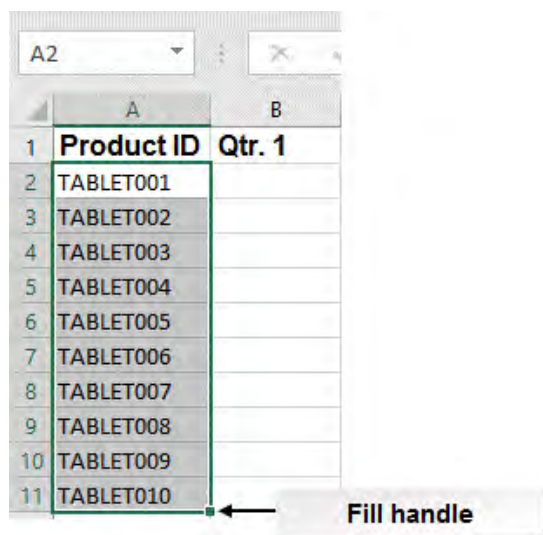 A2
A B
1 Product ID Qtr. 1
2 TABLET001
3 TABLET002
4 TABLET003
5 TABLET004
6 TABLET005
7 TABLET006
8 TABLET007
9 TABLET008
10 TABLET009
11 TABLET010
Fill handle